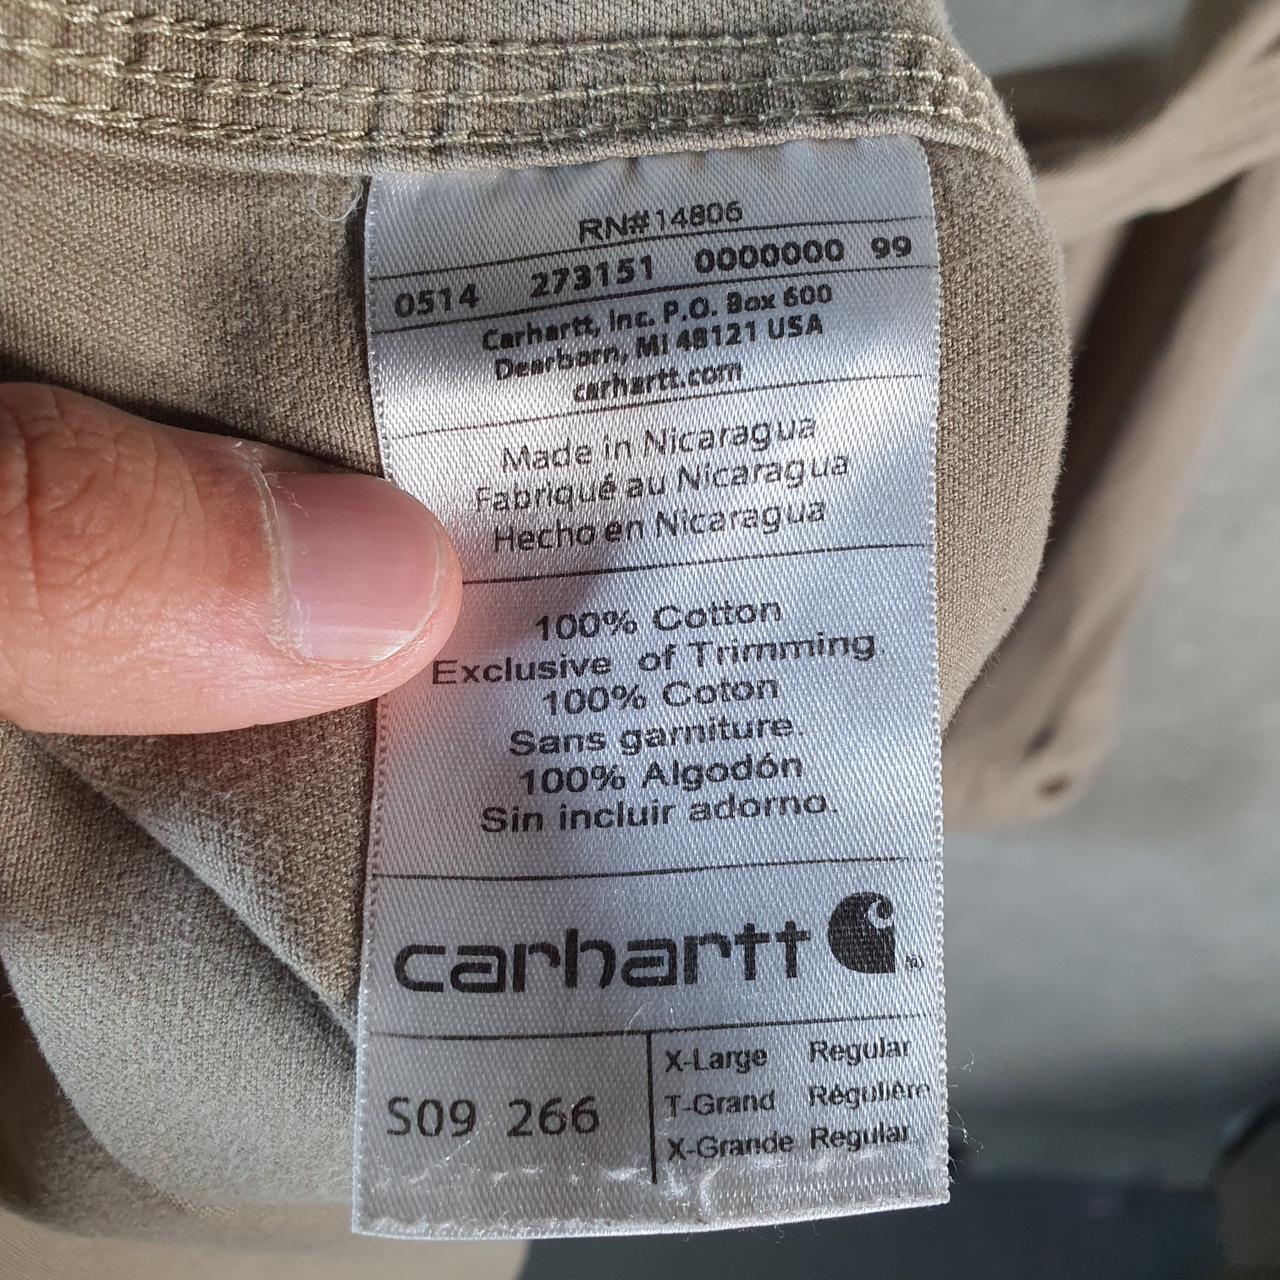 RN#14806
0514 273151 0000000 99
Carhartt, Inc. P.O. Box 600
Dearborn, MI 48121 USA
carhartt.com
Made in Nicaragua
Fabriqué au Nicaragua
Hecho en Nicaragua
100% Cotton
Exclusive of Trimming.
100% Coton
Sans garniture.
100% Algodón
Sin incluir adorno.
carhartt
S09 266
X-Large Regular
T-Grand Régulière
X-Grande Regular